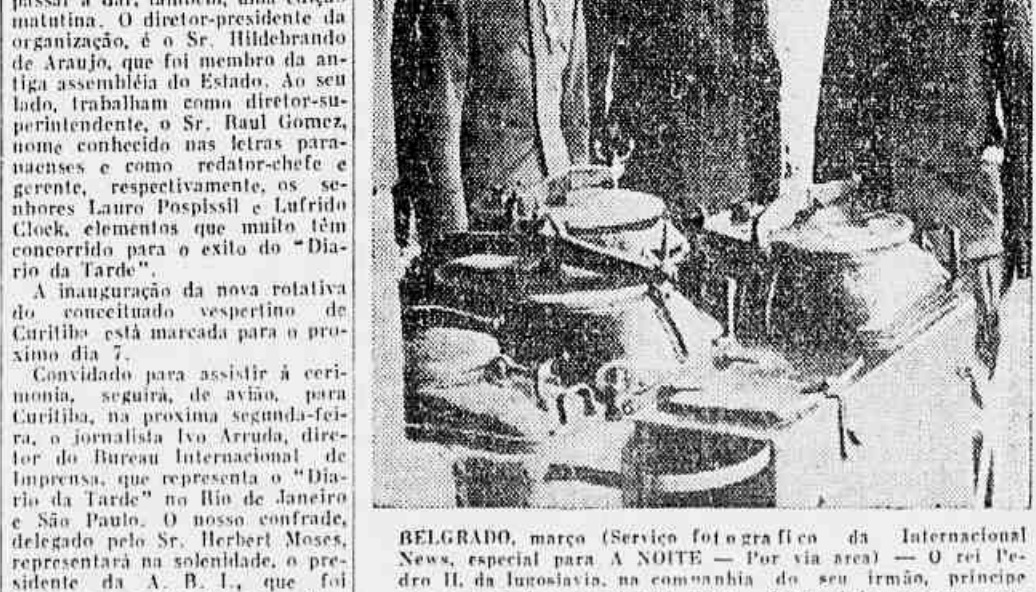 passar a dar, tambem, uma edição
matutina. O diretor-presidente da
organização, é o Sr. Hildebrando
de Araujo, que foi membro da an-
tiga assembléia do Estado. Ao seu
lado, trabalham como diretor-su-
perintendente, o Sr. Raul Gomez,
nome conhecido nas letras para-
naenses e como redator-chefe e
gerente, respectivamente, os se-
nhores Lauro Pospissil e Lufrido
Clock, elementos que muito têm
concorrido para o exito do "Dia-
rio da Tarde".
A inauguração da nova rotativa
do conceituado vespertino de
Curitiba está marcada para o pro-
ximo dia 7.
Convidado para assistir á ceri-
monia, seguirá, de avião, para
Curitiba, na proxima segunda-fei-
ra, o jornalista Ivo Arruda, dire-
tor do Bureau Internacional de
Imprensa, que representa o "Dia-
rio da Tarde" no Rio de Janeiro
e São Paulo. O nosso confrade,
delegado pelo Sr. Herbert Moses,
representará na solenidade, o pre-
sidente da A. B. I., que foi
BELGRADO, março (Serviço fotografico da International
News, especial para A NOITE — Por via area) — O rei Pe-
dro II, da Iugoslavia, na companhia do seu irmão, principe